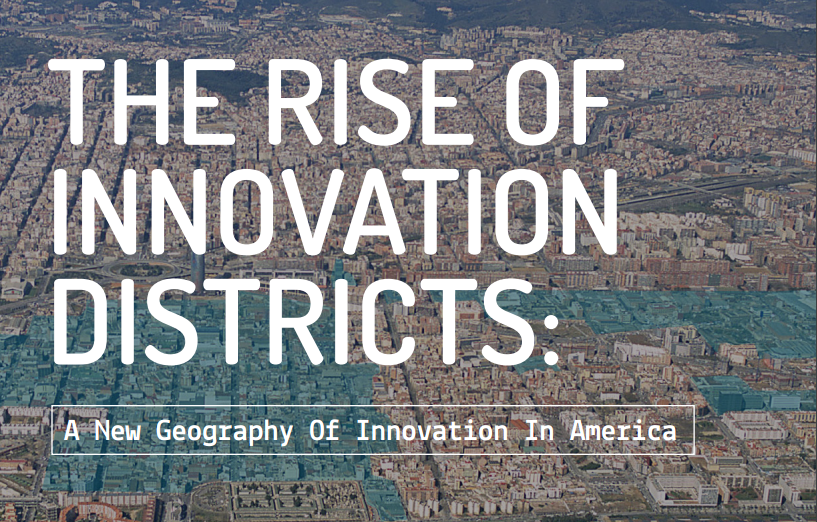 THE RISE OF
INNOVATION
DISTRICTS:
A New Geography Of Innovation In America